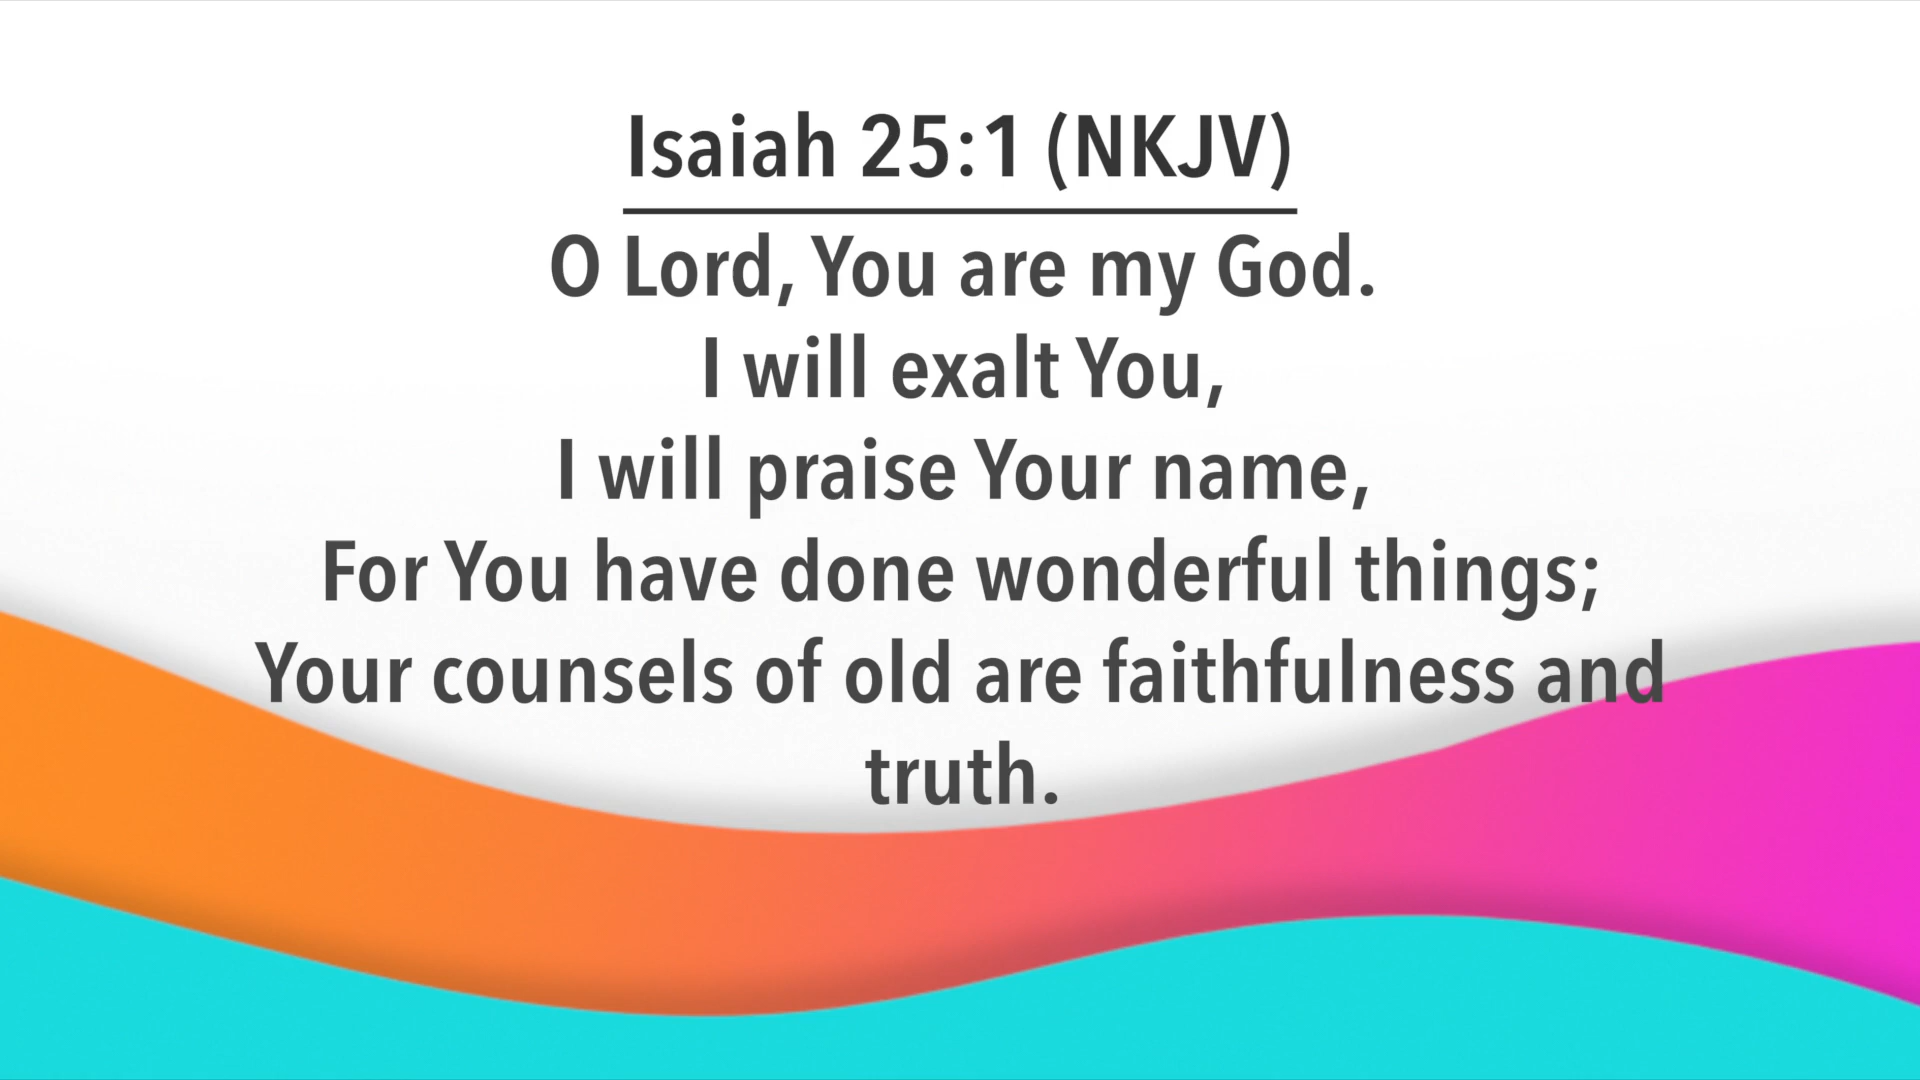 Isaiah 25:1 (NKJV)
O Lord, You are my God.
I will exalt You,
I will praise Your name,
For You have done wonderful things;
Your counsels of old are faithfulness and
truth.